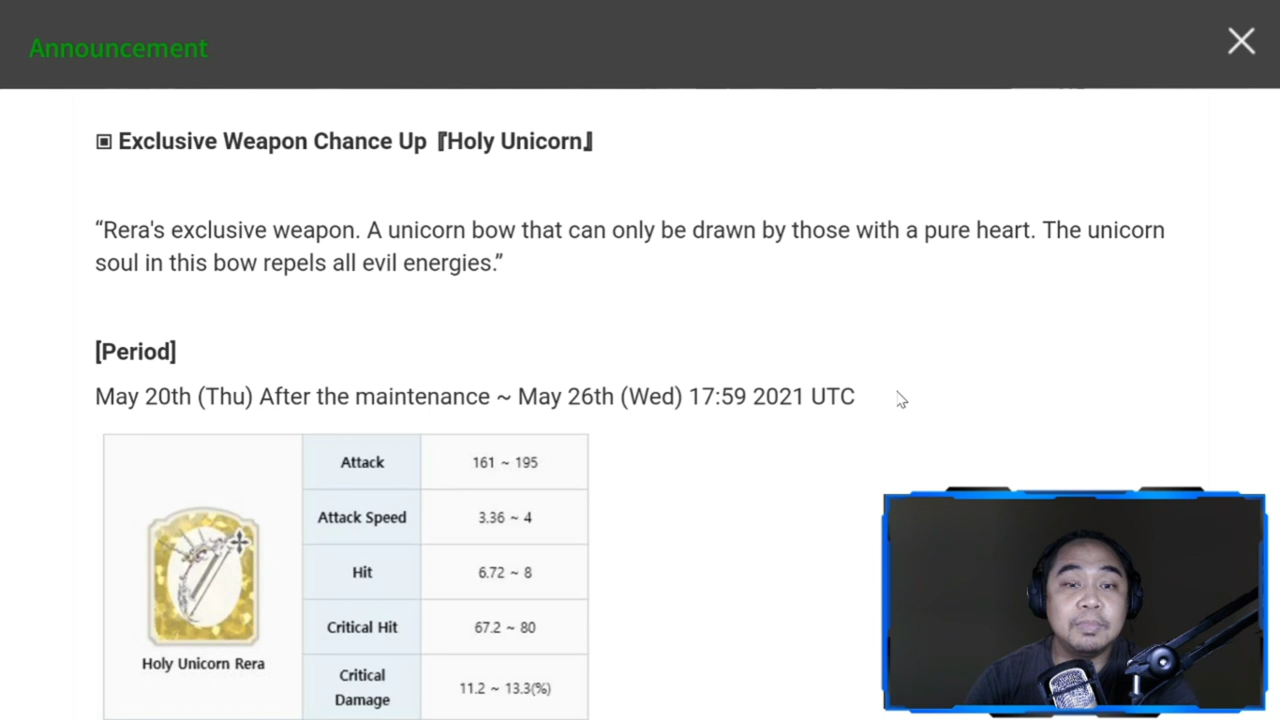 Announcement
▣ Exclusive Weapon Chance Up『Holy Unicorn』
“Rera's exclusive weapon. A unicorn bow that can only be drawn by those with a pure heart. The unicorn
soul in this bow repels all evil energies.”
[Period]
May 20th (Thu) After the maintenance ~ May 26th (Wed) 17:59 2021 UTC
Attack 161 ~ 195
Attack Speed 3.36 ~ 4
Hit 6.72 ~ 8
Critical Hit 67.2 ~ 80
Holy Unicorn Rera
Critical
Damage 11.2 ~ 13.3(%)